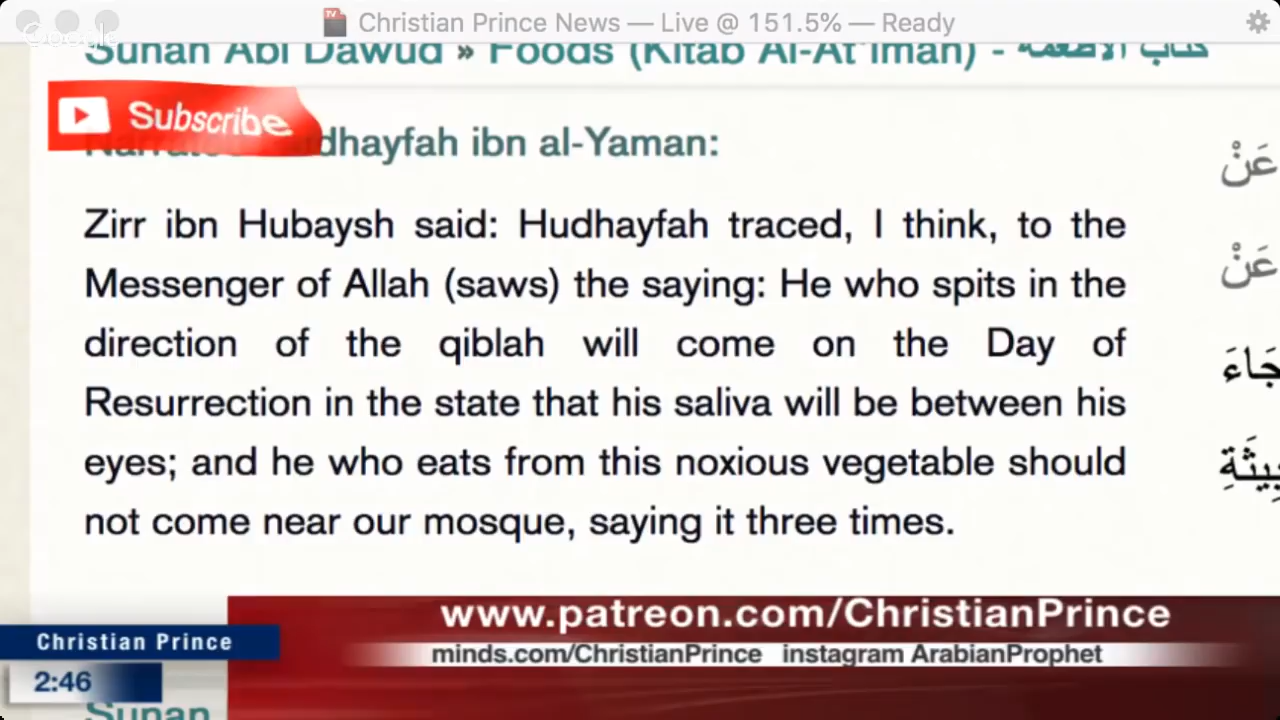 Christian Prince News — Live @ 151.5% — Ready
Google
Sunan Abi Dawud » Foods (Kitab Al-At'imah) - كتاب الأطعمة
Subscribe
Hudhayfah ibn al-Yaman:
عَنْ
Zirr ibn Hubaysh said: Hudhayfah traced, I think, to the
Messenger of Allah (saws) the saying: He who spits in the
عَنْ
direction of the qiblah will come on the Day of
جَاءَ
Resurrection in the state that his saliva will be between his
eyes; and he who eats from this noxious vegetable should
not come near our mosque, saying it three times.
www.patreon.com/ChristianPrince
Christian Prince
minds.com/ChristianPrince instagram ArabianProphet
2:46
Sunan